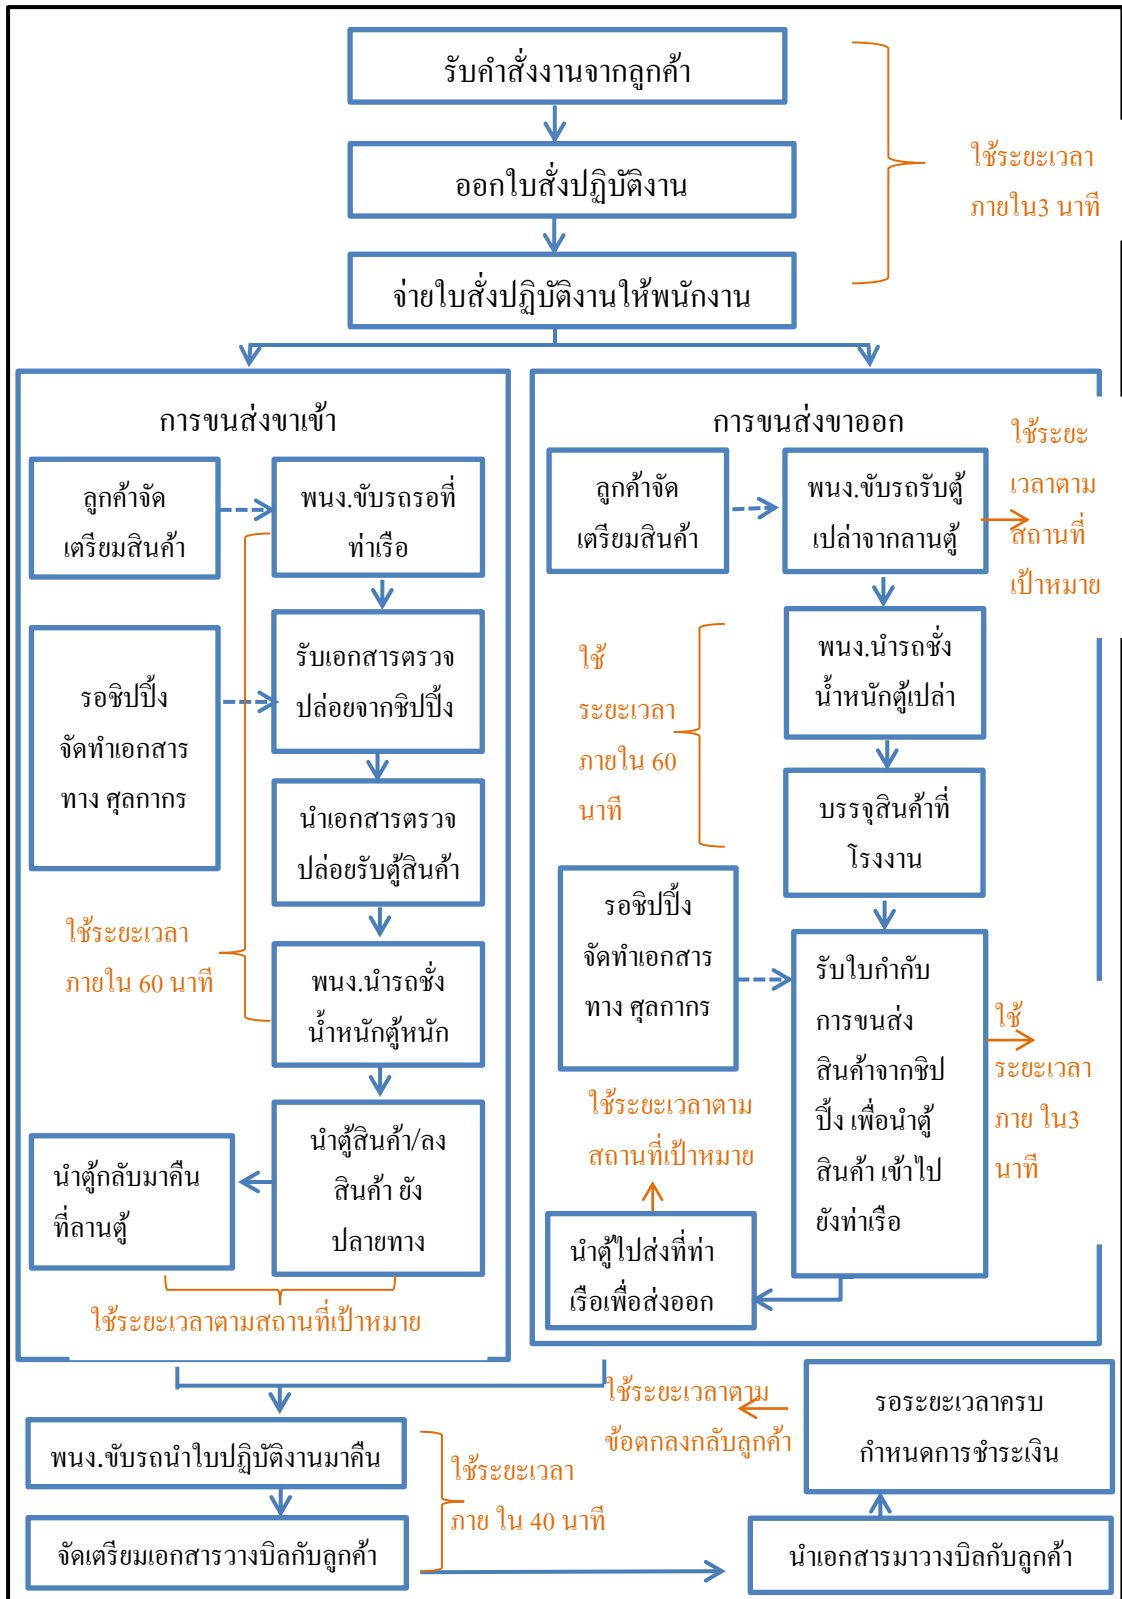 รับคำสั่งงานจากลูกค้า
ออกใบสั่งปฏิบัติงาน
จ่ายใบสั่งปฏิบัติงานให้พนักงาน
ใช้ระยะเวลา
ภายใน3 นาที
การขนส่งขาเข้า
ลูกค้าจัด
เตรียมสินค้า
พนง.ขับรถรอที่
ท่าเรือ
รอชิปปิ้ง
จัดทำเอกสาร
ทาง ศุลกากร
รับเอกสารตรวจ
ปล่อยจากชิปปิ้ง
นำเอกสารตรวจ
ปล่อยรับตู้สินค้า
ใช้ระยะเวลา
ภายใน 60 นาที
พนง.นำรถชั่ง
น้ำหนักตู้หนัก
นำตู้สินค้า/ลง
สินค้า ยัง
ปลายทาง
นำตู้กลับมาคืน
ที่ลานตู้
ใช้ระยะเวลาตามสถานที่เป้าหมาย
การขนส่งขาออก
ลูกค้าจัด
เตรียมสินค้า
พนง.ขับรถรับตู้
เปล่าจากลานตู้
ใช้ระยะ
เวลาตาม
สถานที่
เป้าหมาย
พนง.นำรถชั่ง
น้ำหนักตู้เปล่า
ใช้
ระยะเวลา
ภายใน 60
นาที
บรรจุสินค้าที่
โรงงาน
รอชิปปิ้ง
จัดทำเอกสาร
ทาง ศุลกากร
รับใบกำกับ
การขนส่ง
สินค้าจากชิป
ปิ้ง เพื่อนำตู้
สินค้า เข้าไป
ยังท่าเรือ
ใช้
ระยะเวลา
ภาย ใน3
นาที
ใช้ระยะเวลาตาม
สถานที่เป้าหมาย
นำตู้ไปส่งที่ท่า
เรือเพื่อส่งออก
พนง.ขับรถนำใบปฏิบัติงานมาคืน
จัดเตรียมเอกสารวางบิลกับลูกค้า
ใช้ระยะเวลา
ภาย ใน 40 นาที
ใช้ระยะเวลาตาม
ข้อตกลงกลับลูกค้า
รอระยะเวลาครบ
กำหนดการชำระเงิน
นำเอกสารมาวางบิลกับลูกค้า